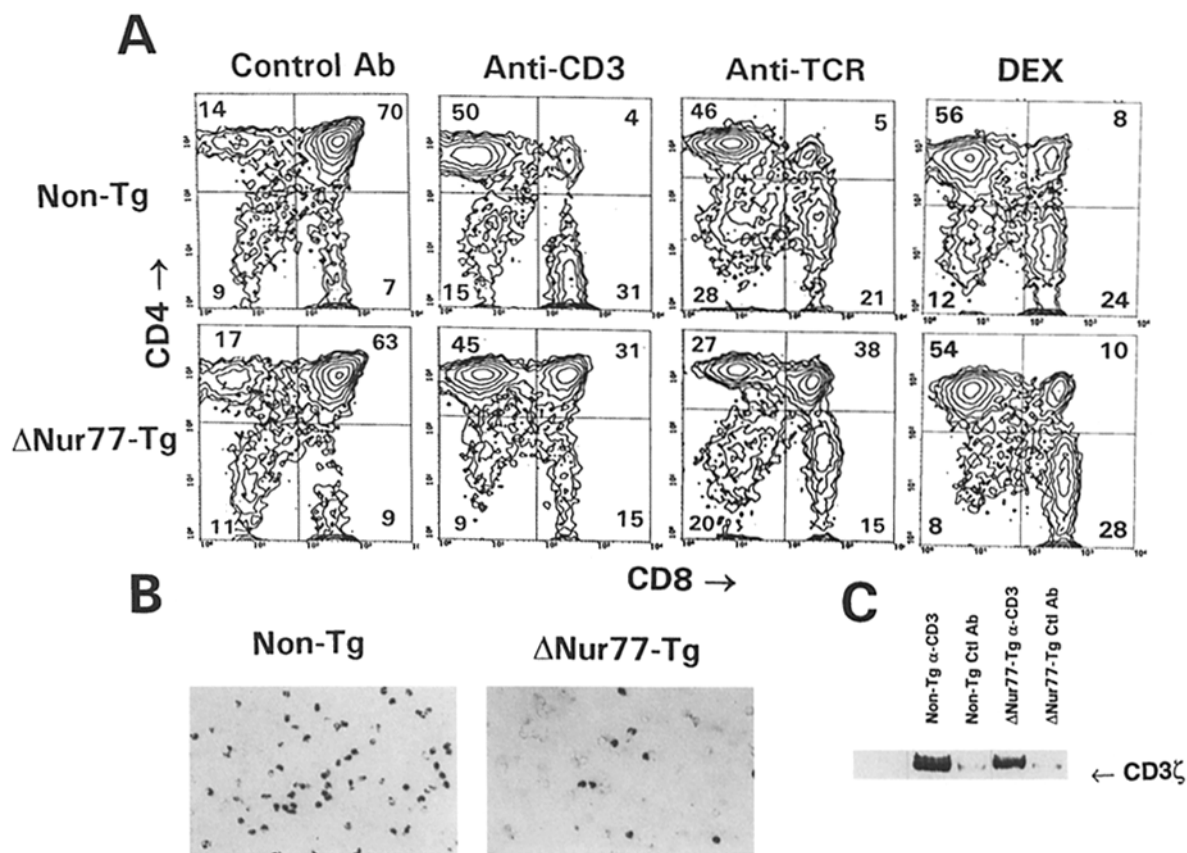 A
Control Ab
Anti-CD3
Anti-TCR
DEX
Non-Tg
14 70
9 7
50 4
15 31
46 5
28 21
56 8
12 24
ΔNur77-Tg
17 63
11 9
45 31
9 15
27 38
20 15
54 10
8 28
CD4 →
CD8 →
B
Non-Tg
ΔNur77-Tg
C
Non-Tg α-CD3
Non-Tg Ctl Ab
ΔNur77-Tg α-CD3
ΔNur77-Tg Ctl Ab
← CD3ζ